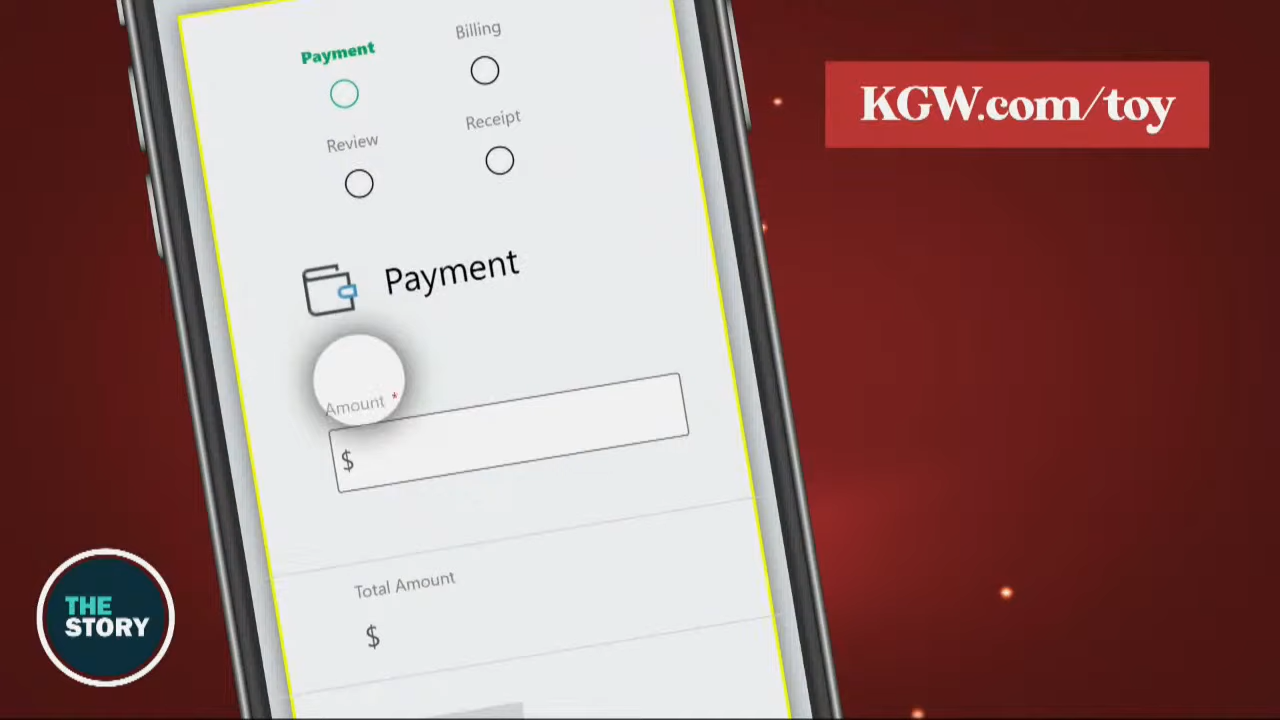 Payment
Billing
Review
Receipt
Payment
Amount *
$
Total Amount
$
KGW.com/toy
THE
STORY